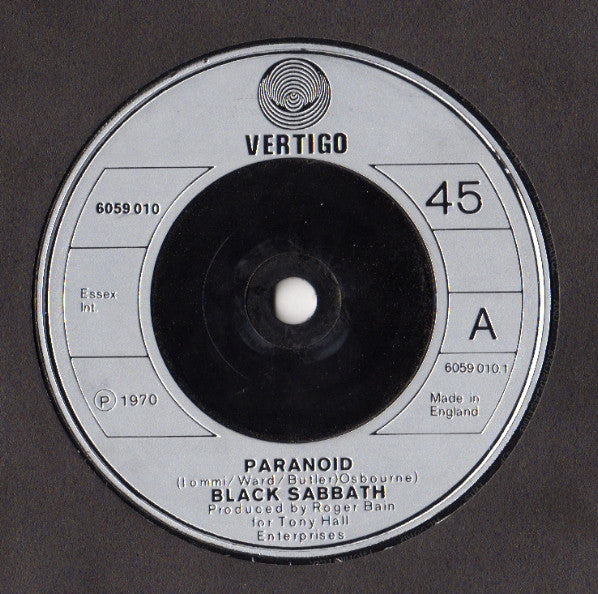 VERTIGO
6059 010
45
Essex
Int.
A
6059 010.1
℗ 1970
Made in
England
PARANOID
(Iommi/Ward/Butler)Osbourne)
BLACK SABBATH
Produced by Roger Bain
for Tony Hall
Enterprises